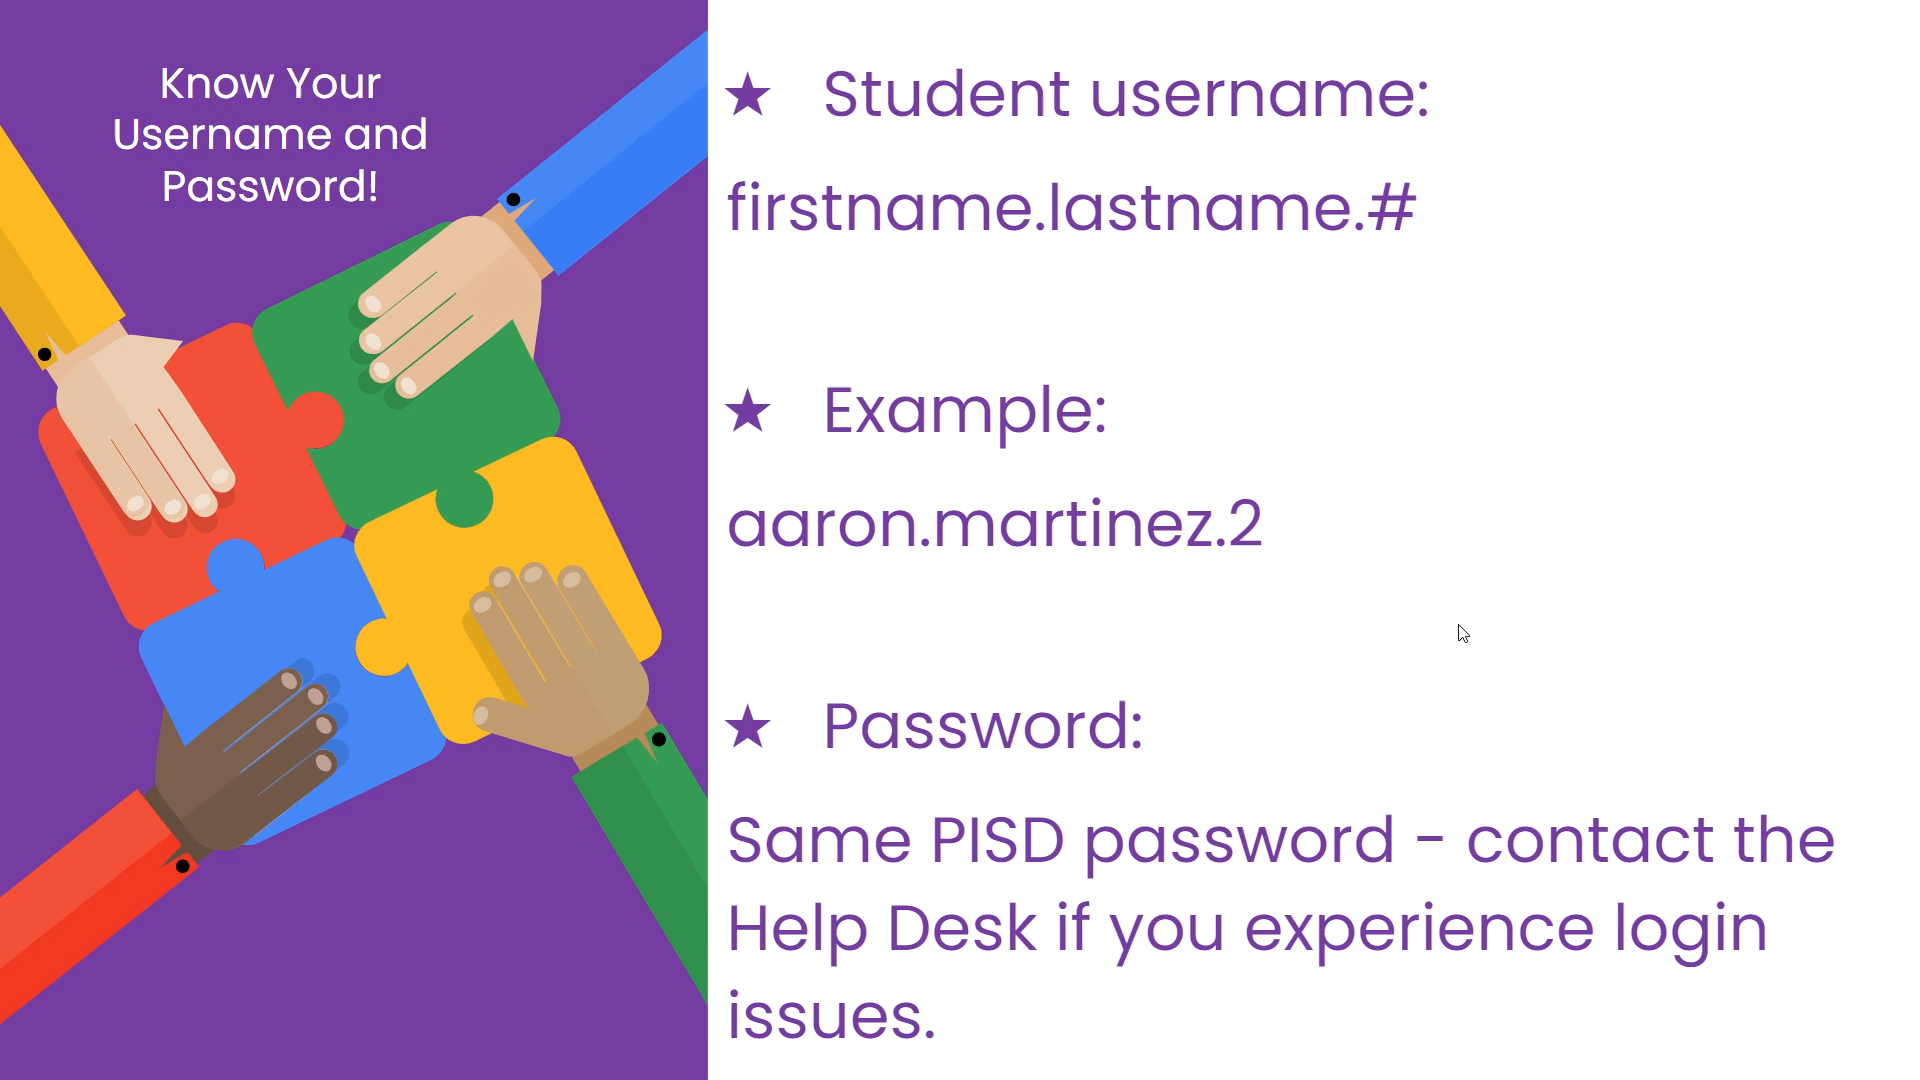 Know Your
Username and
Password!
★ Student username:
firstname.lastname.#
★ Example:
aaron.martinez.2
★ Password:
Same PISD password - contact the
Help Desk if you experience login
issues.